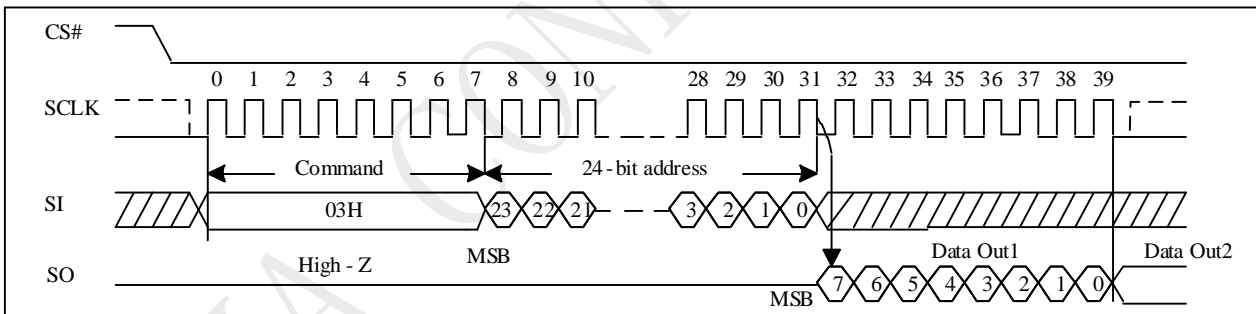 CS#
0 1 2 3 4 5 6 7 8 9 10 28 29 30 31 32 33 34 35 36 37 38 39
SCLK
Command 24-bit address
SI 03H 23 22 21 3 2 1 0
High - Z MSB Data Out1 Data Out2
SO 7 6 5 4 3 2 1 0
MSB